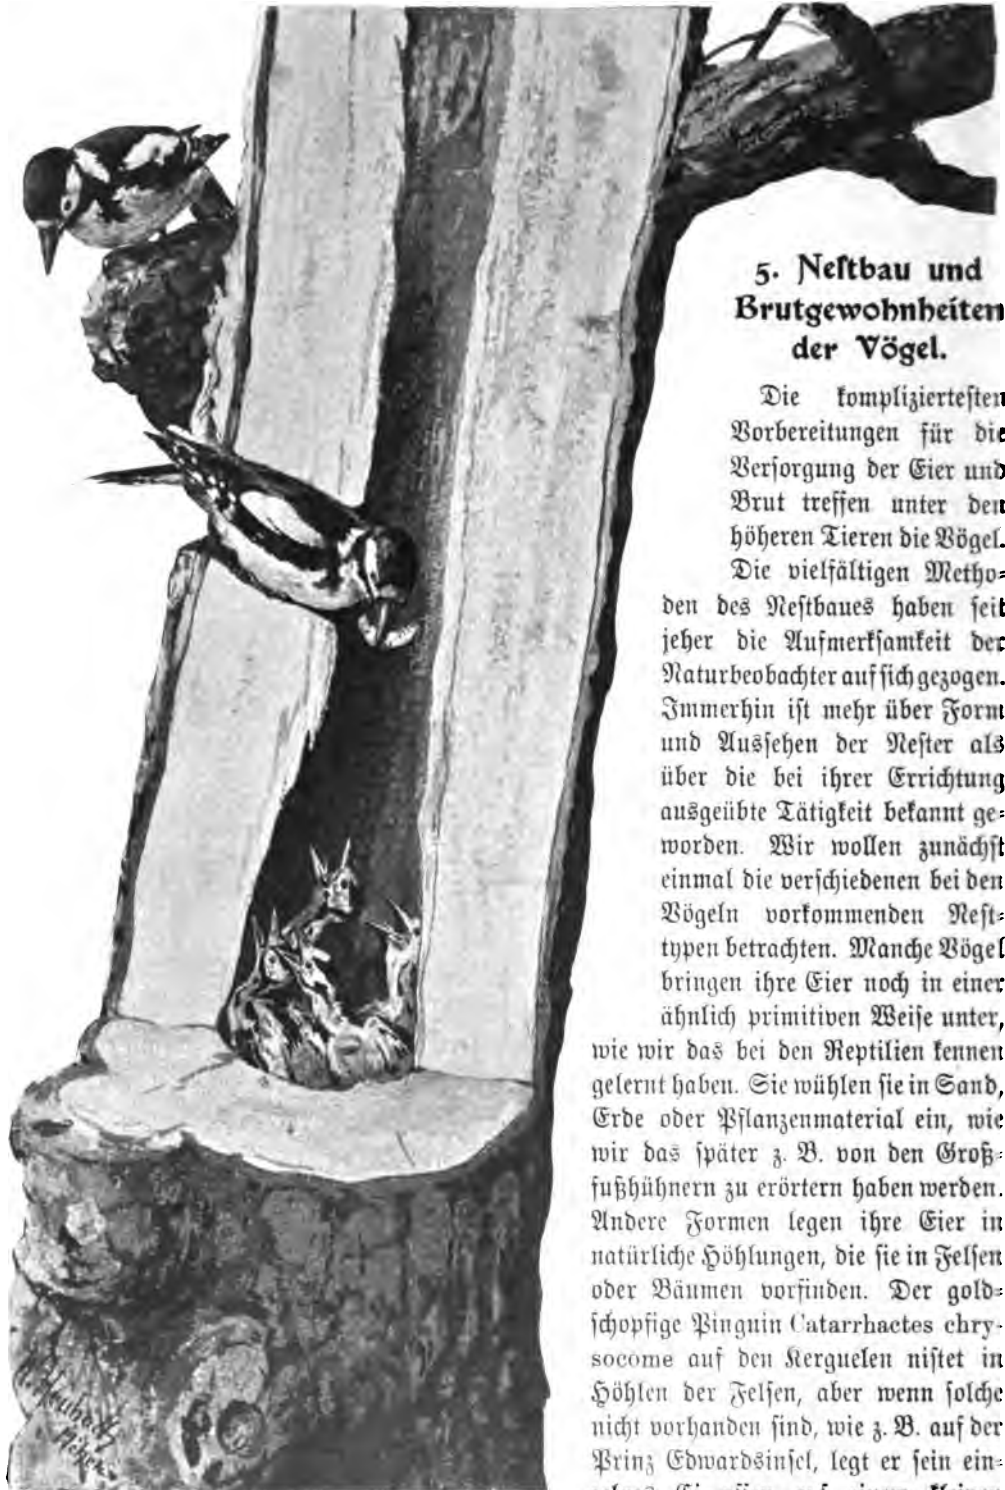 5. Nestbau und
Brutgewohnheiten
der Vögel.
Die kompliziertesten
Vorbereitungen für die
Versorgung der Eier und
Brut treffen unter den
höheren Tieren die Vögel.
Die vielfältigen Metho-
den des Nestbaues haben seit
jeher die Aufmerksamkeit der
Naturbeobachter auf sich gezogen.
Immerhin ist mehr über Form
und Aussehen der Nester als
über die bei ihrer Errichtung
ausgeübte Tätigkeit bekannt ge-
worden. Wir wollen zunächst
einmal die verschiedenen bei den
Vögeln vorkommenden Nest-
typen betrachten. Manche Vögel
bringen ihre Eier noch in einer
ähnlich primitiven Weise unter,
wie wir das bei den Reptilien kennen
gelernt haben. Sie wühlen sie in Sand,
Erde oder Pflanzenmaterial ein, wie
wir das später z. B. von den Groß-
fußhühnern zu erörtern haben werden.
Andere Formen legen ihre Eier in
natürliche Höhlungen, die sie in Felsen
oder Bäumen vorfinden. Der gold-
schopfige Pinguin Catarrhactes chry-
socome auf den Kerguelen nistet in
Höhlen der Felsen, aber wenn solche
nicht vorhanden sind, wie z. B. auf der
Prinz Edwardsinsel, legt er sein ein-